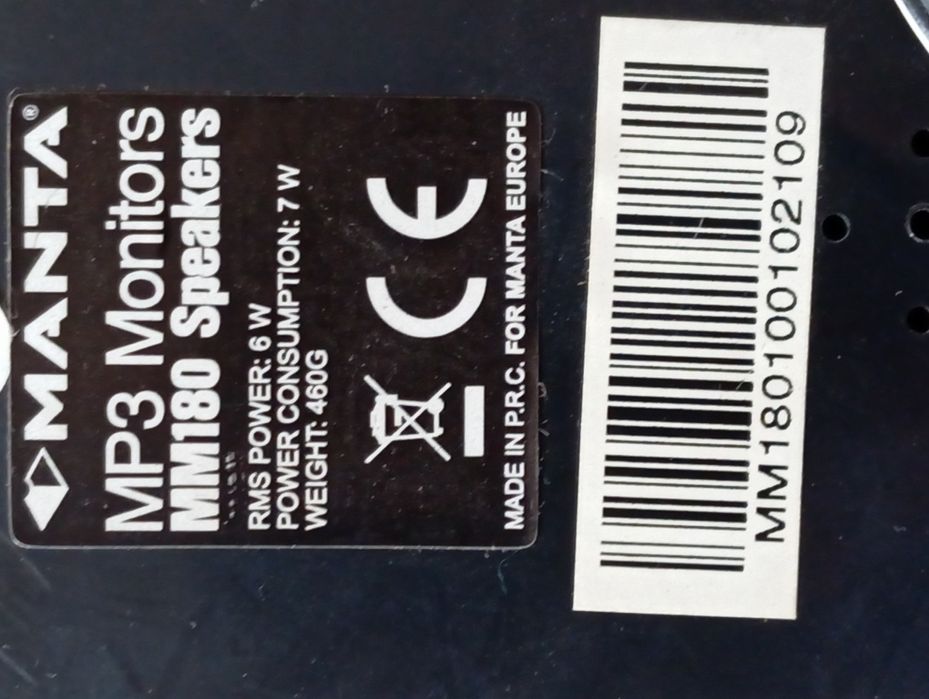 MANTA®
MP3 Monitors
MM180 Speakers
RMS POWER: 6 W
POWER CONSUMPTION: 7 W
WEIGHT: 460G
CE
MADE IN P.R.C. FOR MANTA EUROPE
MM180100102109